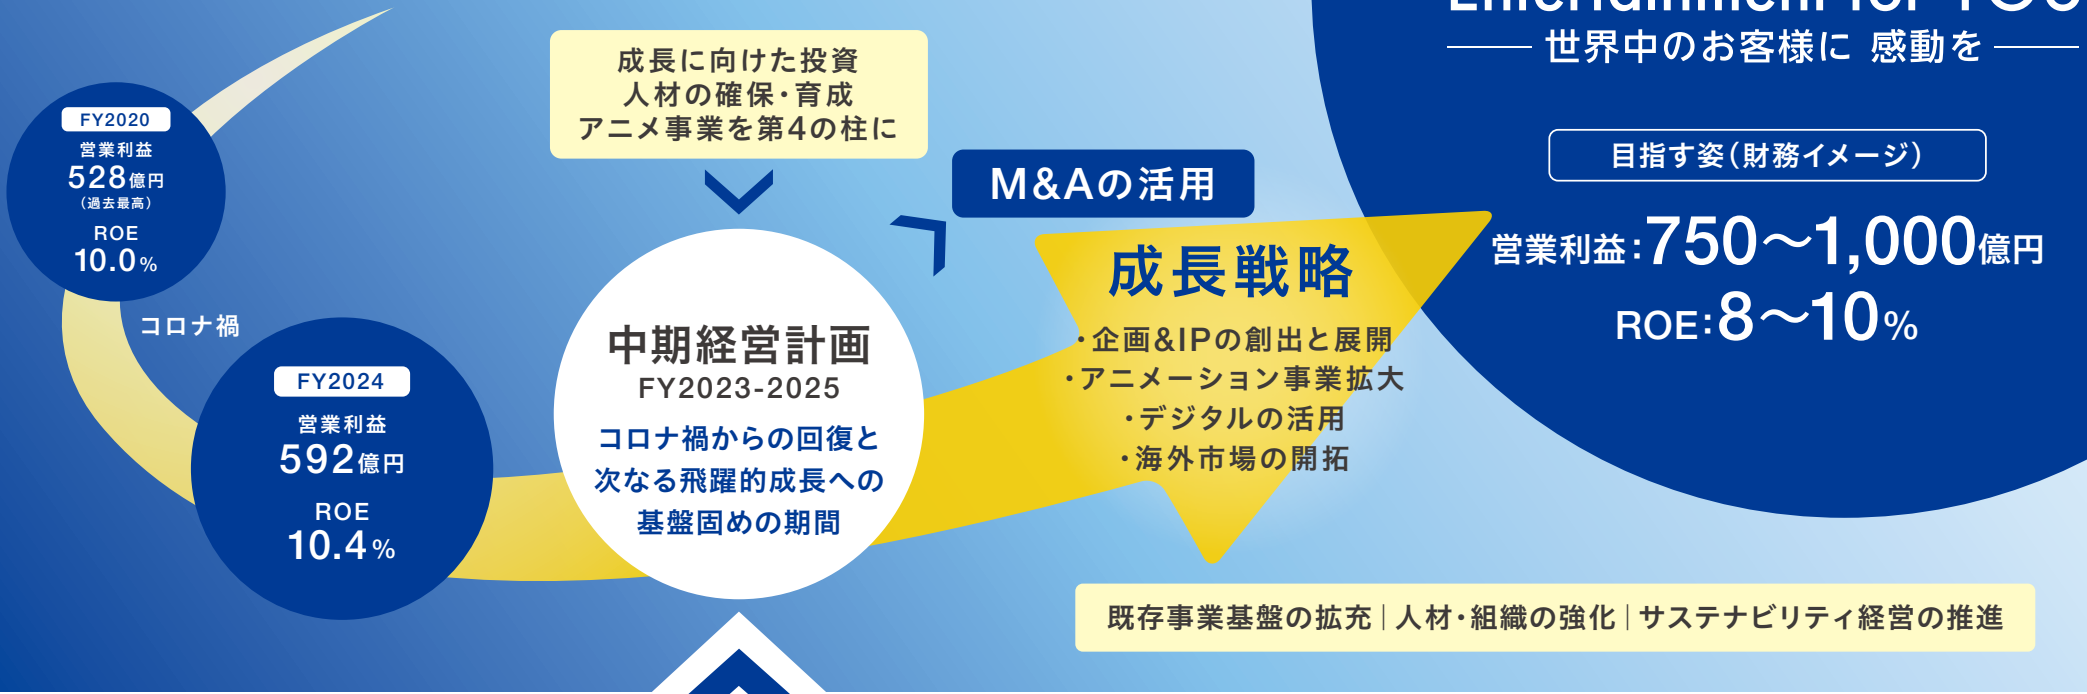 FY2020
営業利益
528億円
(過去最高)
ROE
10.0%
コロナ禍
FY2024
営業利益
592億円
ROE
10.4%
成長に向けた投資
人材の確保・育成
アニメ事業を第4の柱に
中期経営計画
FY2023-2025
コロナ禍からの回復と
次なる飛躍的成長への
基盤固めの期間
M&Aの活用
成長戦略
・企画&IPの創出と展開
・アニメーション事業拡大
・デジタルの活用
・海外市場の開拓
Entertainment for YOU
世界中のお客様に 感動を
目指す姿(財務イメージ)
営業利益:750~1,000億円
ROE:8~10%
既存事業基盤の拡充|人材・組織の強化|サステナビリティ経営の推進